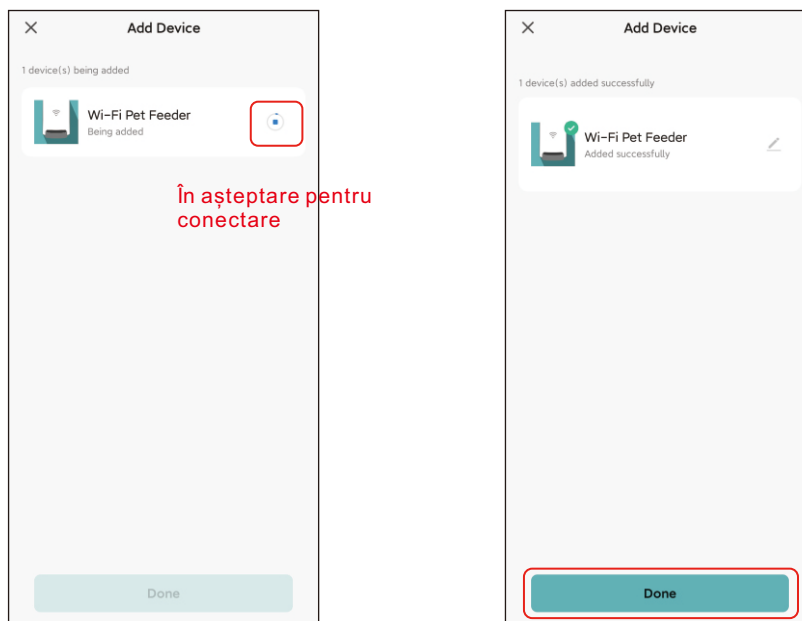 Add Device
1 device(s) being added
Wi-Fi Pet Feeder
Being added
În așteptare pentru
conectare
Done
Add Device
1 device(s) added successfully
Wi-Fi Pet Feeder
Added successfully
Done